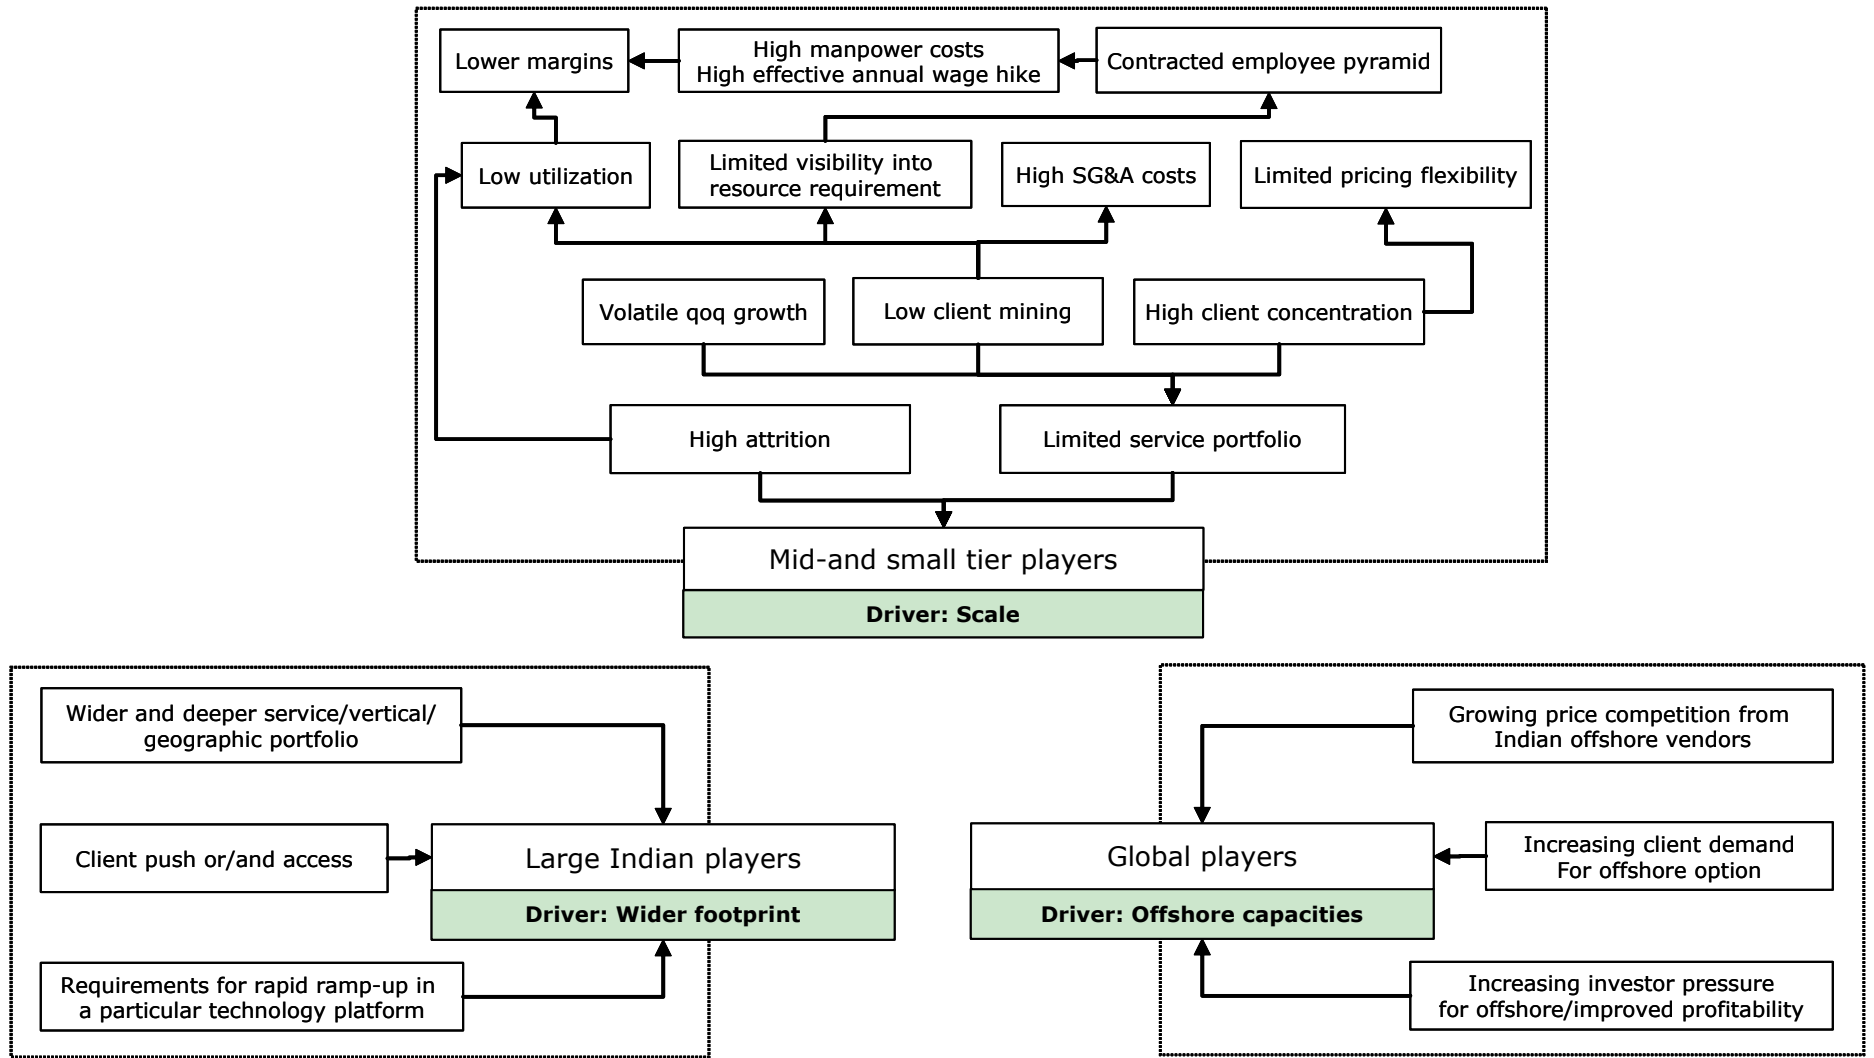 Lower margins
High manpower costs
High effective annual wage hike
Contracted employee pyramid
Low utilization
Limited visibility into
resource requirement
High SG&A costs
Limited pricing flexibility
Volatile qoq growth
Low client mining
High client concentration
High attrition
Limited service portfolio
Mid-and small tier players
Driver: Scale
Wider and deeper service/vertical/
geographic portfolio
Client push or/and access
Large Indian players
Driver: Wider footprint
Requirements for rapid ramp-up in
a particular technology platform
Growing price competition from
Indian offshore vendors
Global players
Driver: Offshore capacities
Increasing client demand
For offshore option
Increasing investor pressure
for offshore/improved profitability